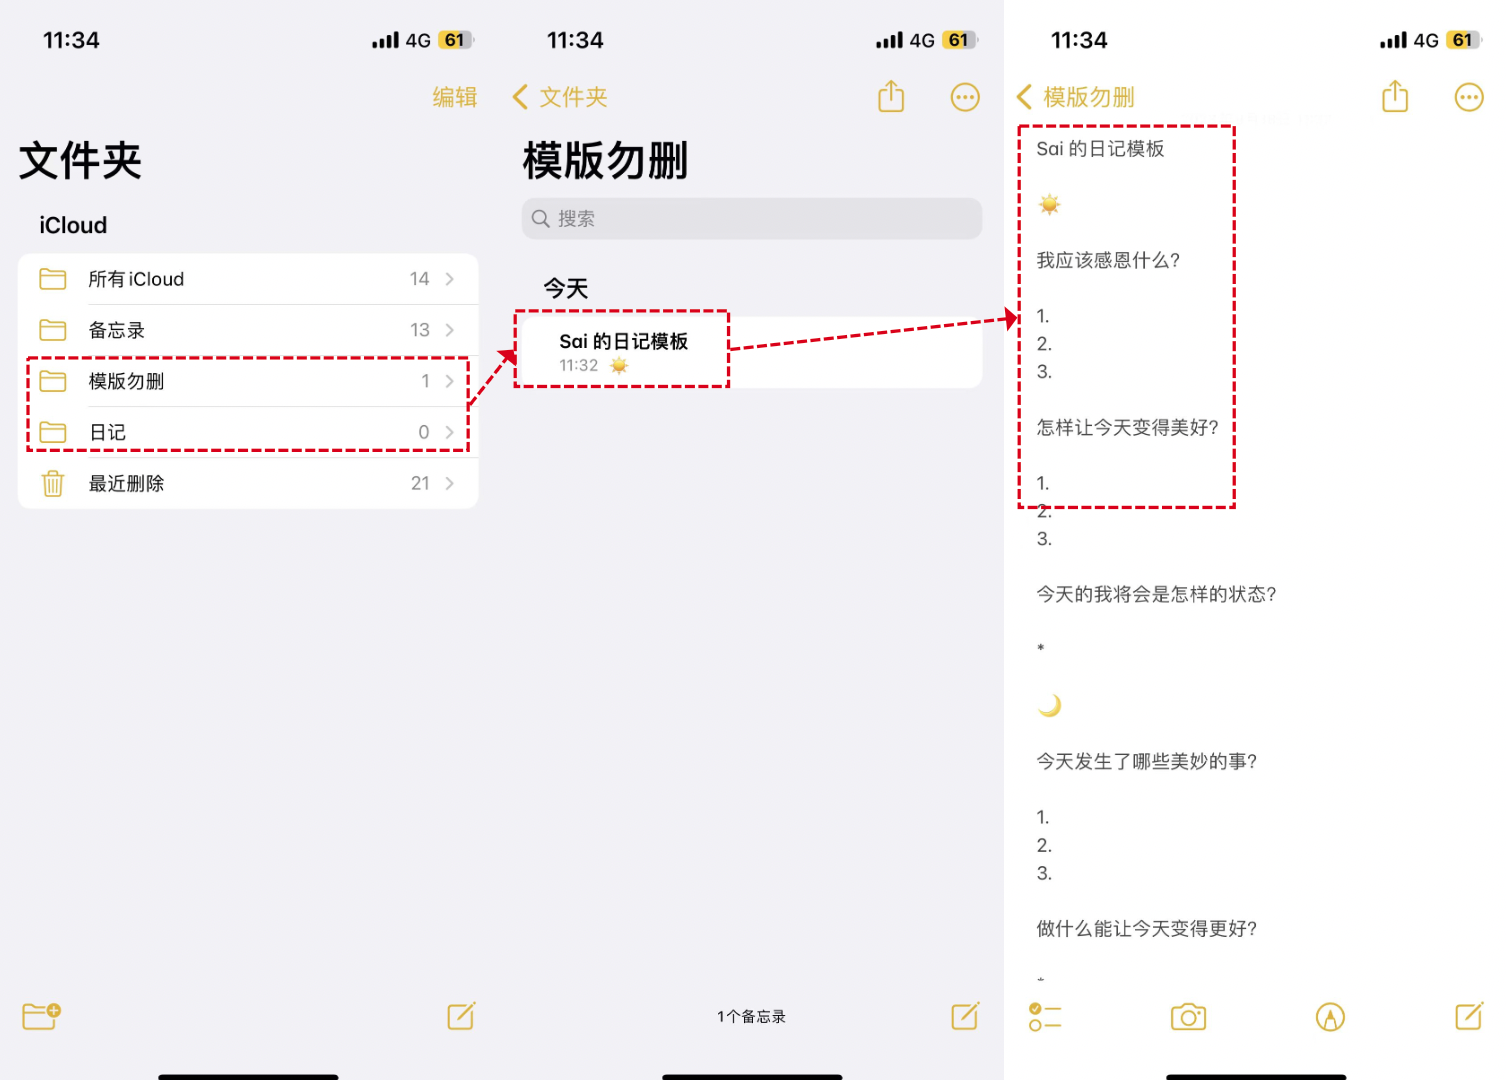 11:34
4G 61
编辑
文件夹
iCloud
所有 iCloud 14
备忘录 13
模版勿删 1
日记 0
最近删除 21
11:34
4G 61
文件夹
模版勿删
搜索
今天
Sai 的日记模板
11:32 ☀️
1个备忘录
11:34
4G 61
模版勿删
Sai 的日记模板
☀️
我应该感恩什么?
1.
2.
3.
怎样让今天变得美好?
1.
2.
3.
今天的我将会是怎样的状态?
*
🌙
今天发生了哪些美妙的事?
1.
2.
3.
做什么能让今天变得更好?
*